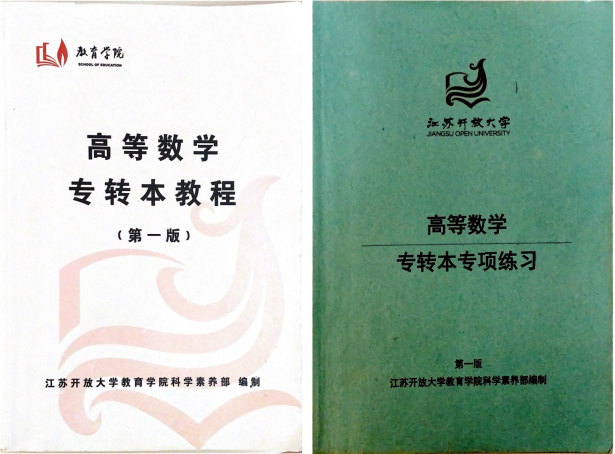 教育学院
SCHOOL OF EDUCATION
高等数学
专转本教程
（第一版）
江苏开放大学教育学院科学素养部 编制
江苏开放大学
JIANGSU OPEN UNIVERSITY
高等数学
专转本专项练习
第一版
江苏开放大学教育学院科学素养部编制